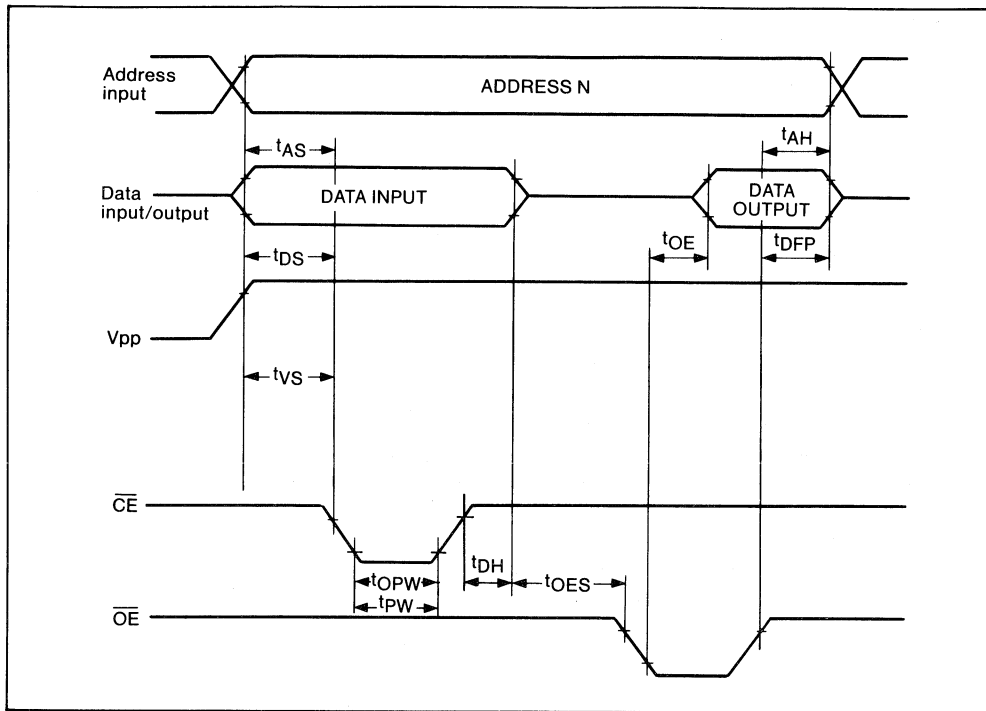 Address
input
ADDRESS N
tAS
tAH
Data
input/output
DATA INPUT
DATA
OUTPUT
tDS
tOE
tDFP
Vpp
tVS
CE
tDH
tOPW
tOES
tPW
OE